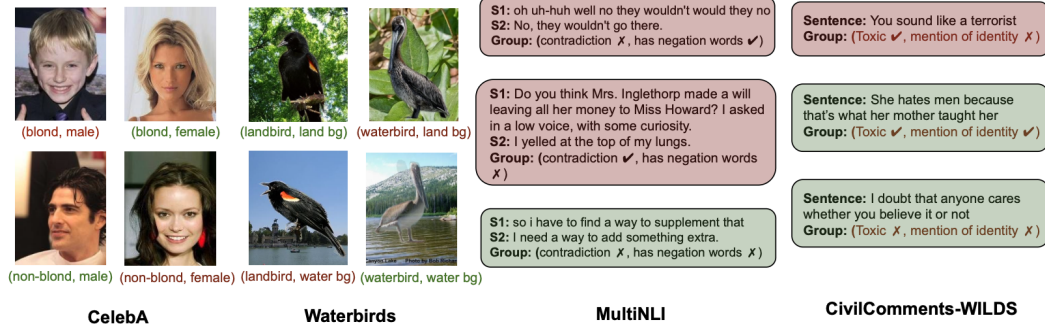 (blond, male)
(blond, female)
(non-blond, male)
(non-blond, female)
CelebA
(landbird, land bg)
(waterbird, land bg)
(landbird, water bg)
(waterbird, water bg)
Waterbirds
S1: oh uh-huh well no they wouldn't would they no
S2: No, they wouldn't go there.
Group: (contradiction ✗, has negation words ✔)
S1: Do you think Mrs. Inglethorp made a will
leaving all her money to Miss Howard? I asked
in a low voice, with some curiosity.
S2: I yelled at the top of my lungs.
Group: (contradiction ✔, has negation words
✗)
S1: so i have to find a way to supplement that
S2: I need a way to add something extra.
Group: (contradiction ✗, has negation words ✗)
MultiNLI
Sentence: You sound like a terrorist
Group: (Toxic ✔, mention of identity ✗)
Sentence: She hates men because
that's what her mother taught her
Group: (Toxic ✔, mention of identity ✔)
Sentence: I doubt that anyone cares
whether you believe it or not
Group: (Toxic ✗, mention of identity ✗)
CivilComments-WILDS